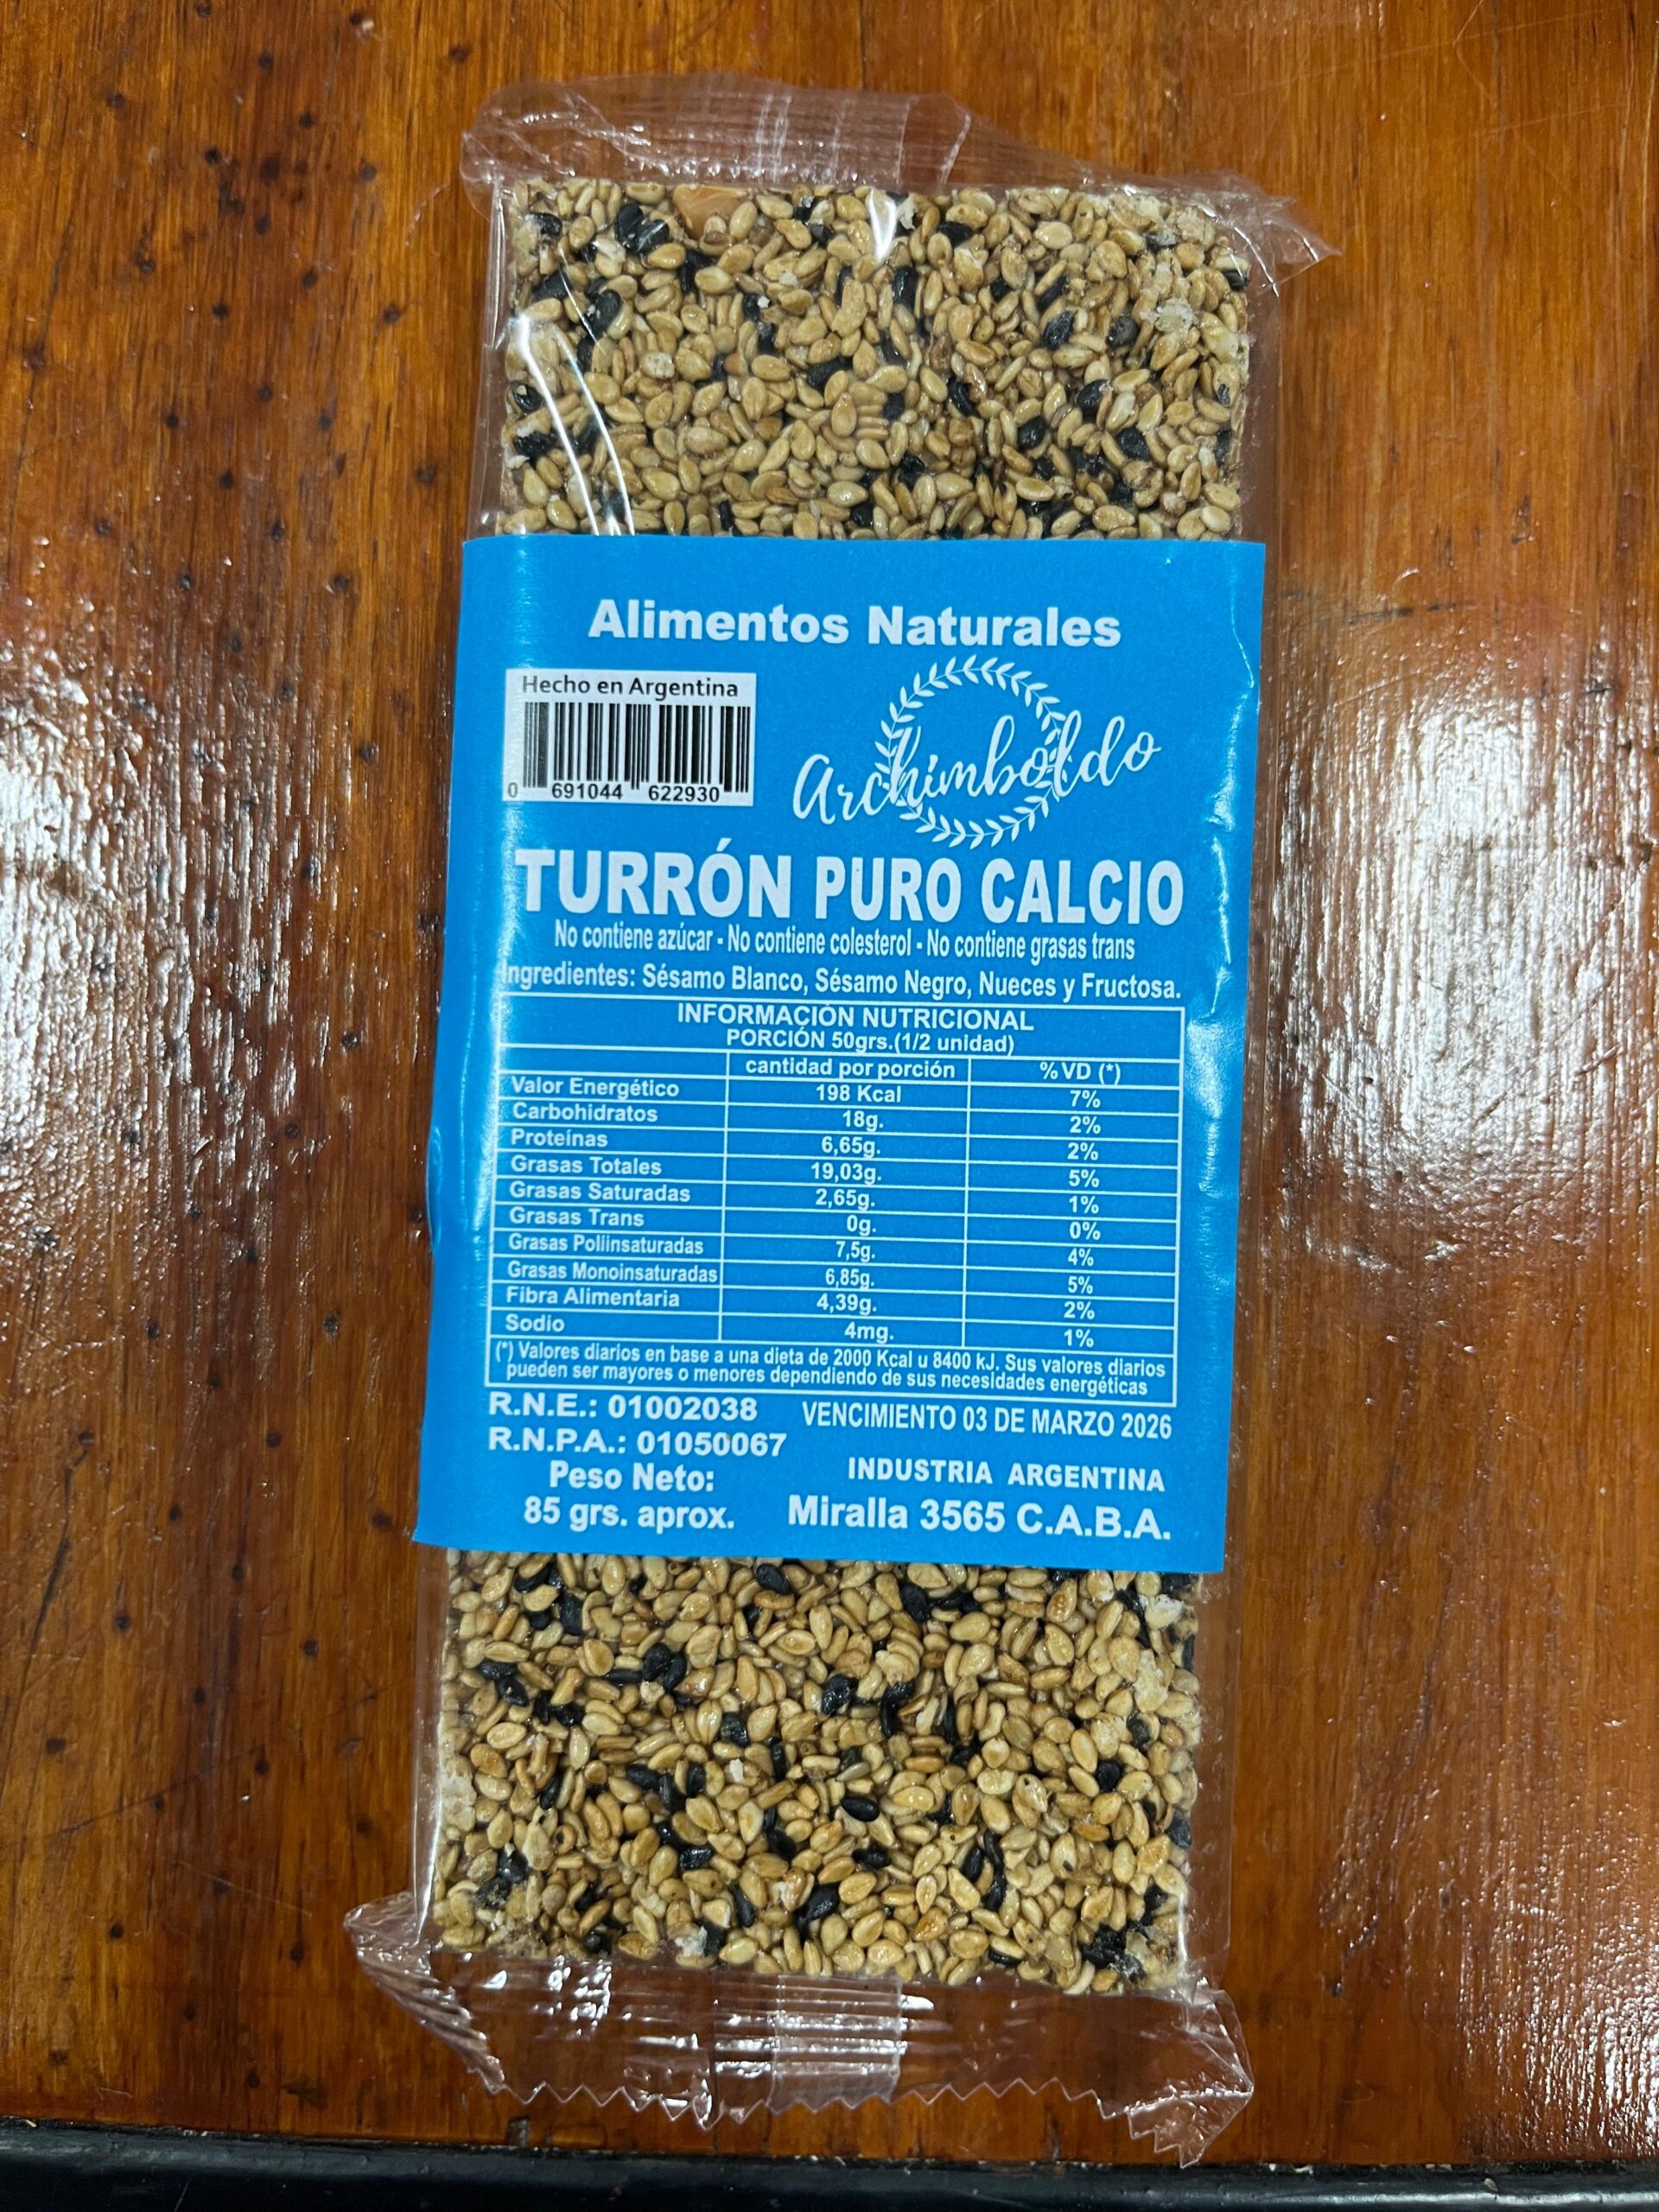 Alimentos Naturales
Hecho en Argentina
0 691044 622930
Archimboldo
TURRÓN PURO CALCIO
No contiene azúcar - No contiene colesterol - No contiene grasas trans
Ingredientes: Sésamo Blanco, Sésamo Negro, Nueces y Fructosa.
INFORMACIÓN NUTRICIONAL
PORCIÓN 50grs.(1/2 unidad)
cantidad por porción %VD (*)
Valor Energético 198 Kcal 7%
Carbohidratos 18g. 2%
Proteínas 6,65g. 2%
Grasas Totales 19,03g. 5%
Grasas Saturadas 2,65g. 1%
Grasas Trans 0g. 0%
Grasas Poliinsaturadas 7,5g. 4%
Grasas Monoinsaturadas 6,85g. 5%
Fibra Alimentaria 4,39g. 2%
Sodio 4mg. 1%
(*) Valores diarios en base a una dieta de 2000 Kcal u 8400 kJ. Sus valores diarios
pueden ser mayores o menores dependiendo de sus necesidades energéticas
R.N.E.: 01002038 VENCIMIENTO 03 DE MARZO 2026
R.N.P.A.: 01050067
Peso Neto: INDUSTRIA ARGENTINA
85 grs. aprox. Miralla 3565 C.A.B.A.